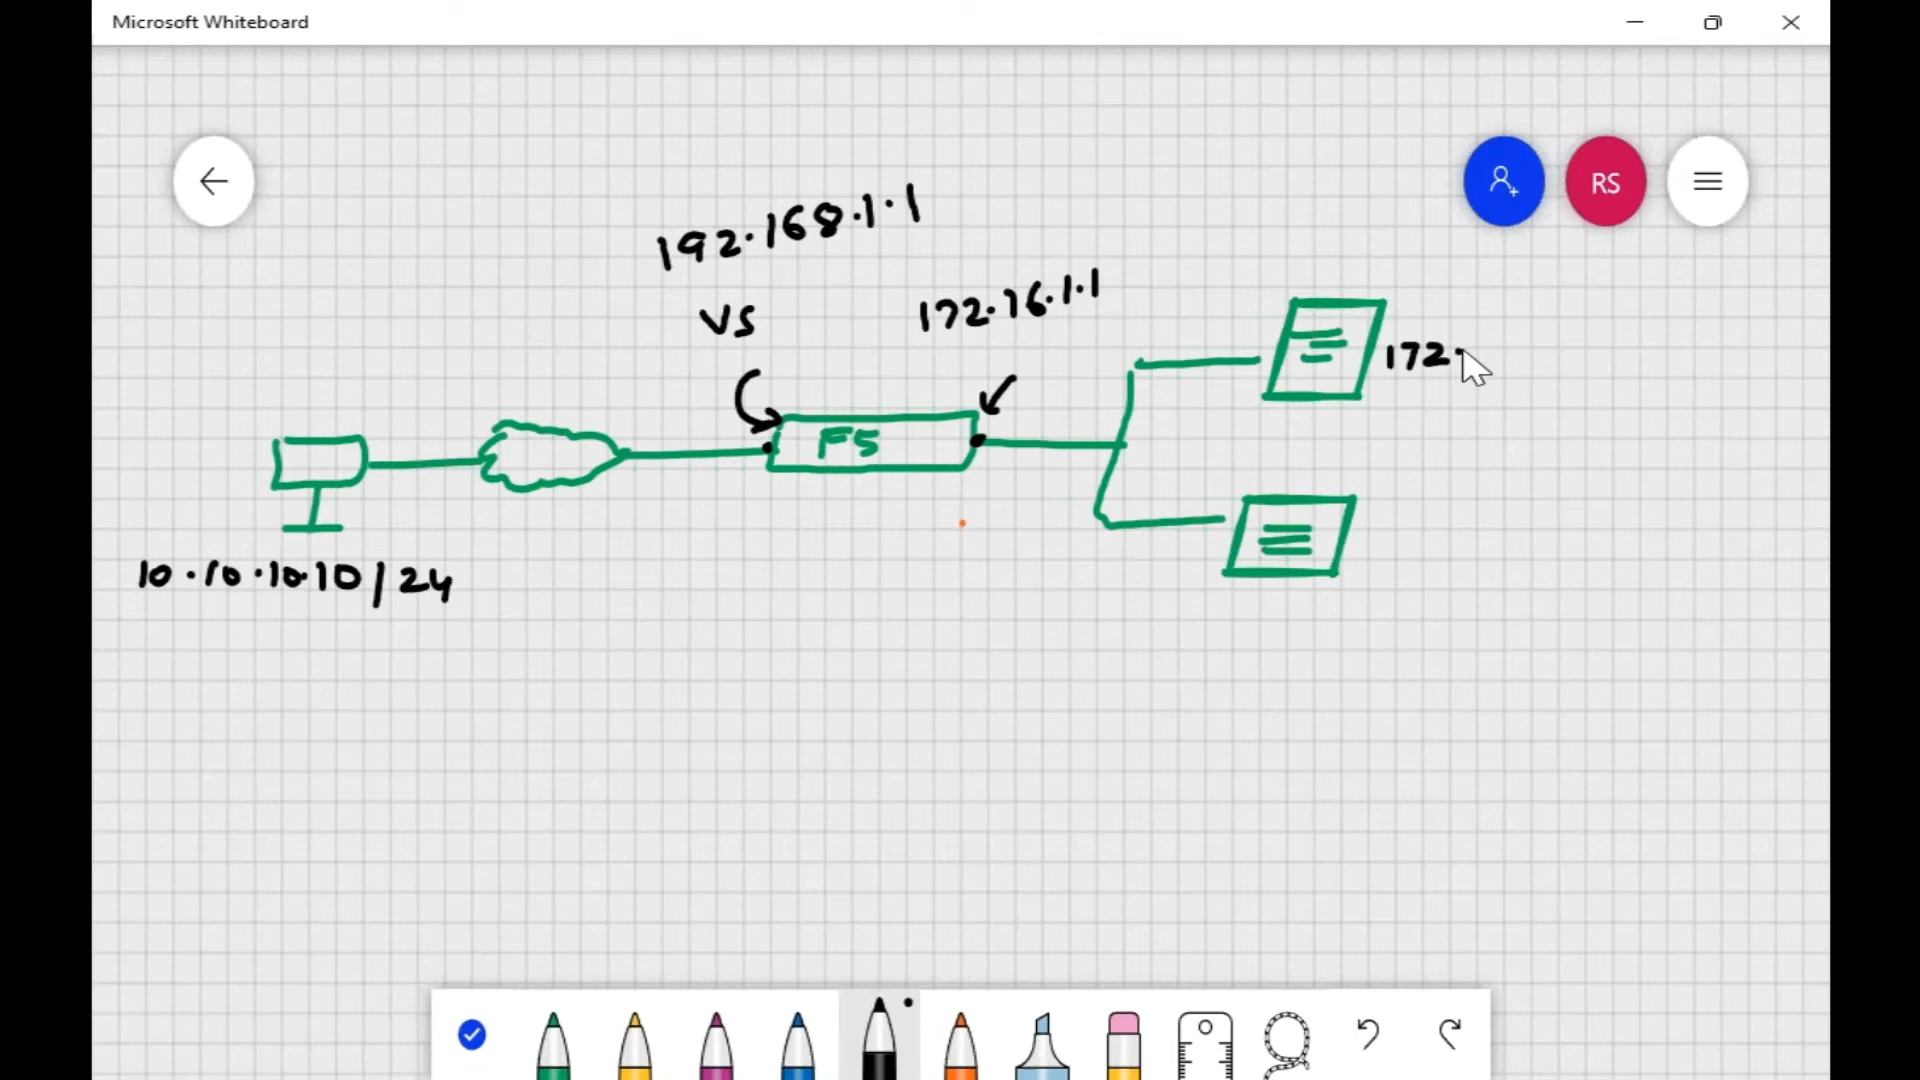 Microsoft Whiteboard
RS
192.168.1.1
VS
172.16.1.1
172.
F5
10.10.10.10/24